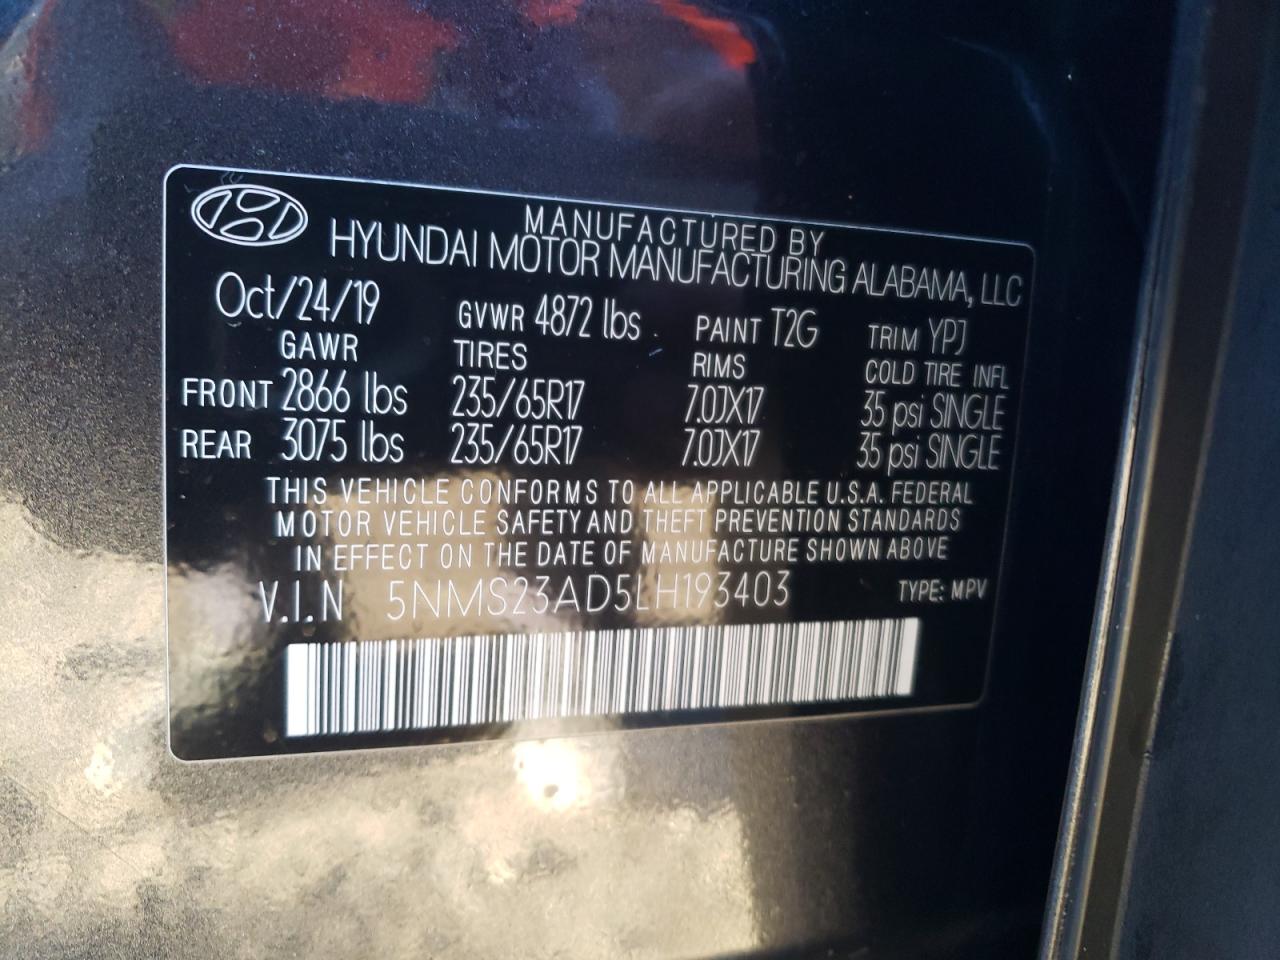 MANUFACTURED BY
HYUNDAI MOTOR MANUFACTURING ALABAMA, LLC
Oct/24/19 GVWR 4872 lbs PAINT T2G TRIM YPJ
GAWR TIRES RIMS COLD TIRE INFL
FRONT 2866 lbs 235/65R17 7.0JX17 35 psi SINGLE
REAR 3075 lbs 235/65R17 7.0JX17 35 psi SINGLE
THIS VEHICLE CONFORMS TO ALL APPLICABLE U.S.A. FEDERAL
MOTOR VEHICLE SAFETY AND THEFT PREVENTION STANDARDS
IN EFFECT ON THE DATE OF MANUFACTURE SHOWN ABOVE
V.I.N 5NMS23AD5LH193403 TYPE: MPV